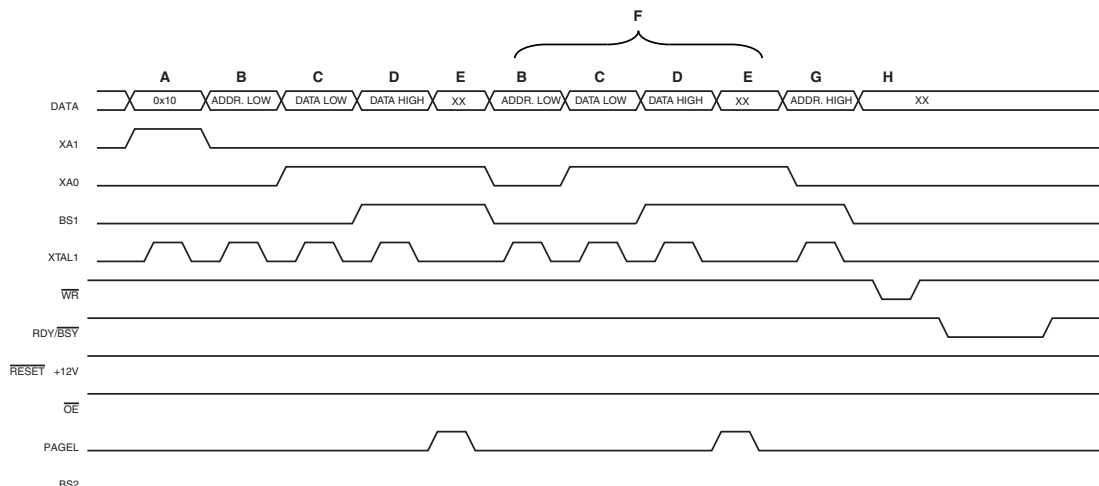 F
A B C D E B C D E G H
DATA 0x10 ADDR. LOW DATA LOW DATA HIGH XX ADDR. LOW DATA LOW DATA HIGH XX ADDR. HIGH XX
XA1
XA0
BS1
XTAL1
WR
RDY/BSY
RESET +12V
OE
PAGEL
BS2